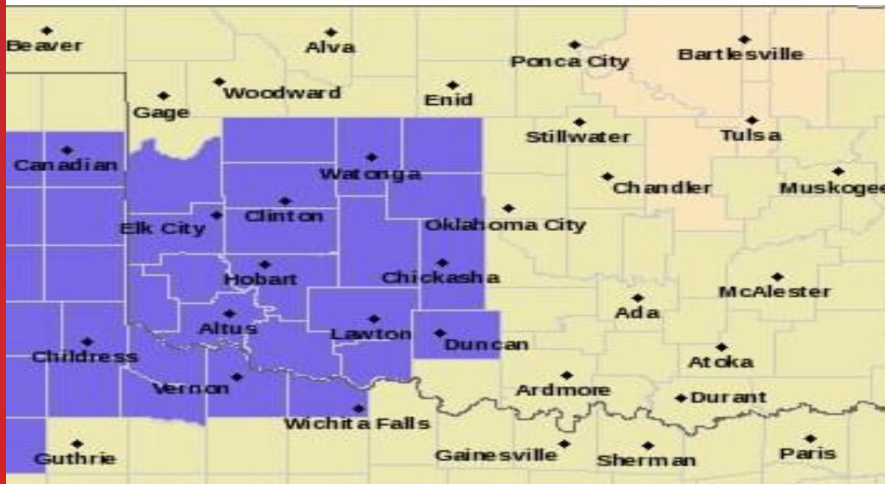 Beaver
Alva
Ponca City
Bartlesville
Gage
Woodward
Enid
Stillwater
Tulsa
Canadian
Watonga
Chandler
Muskogee
Elk City
Clinton
Oklahoma City
Hobart
Chickasha
McAlester
Ada
Altus
Lawton
Duncan
Childress
Atoka
Vernon
Ardmore
Durant
Wichita Falls
Guthrie
Gainesville
Sherman
Paris